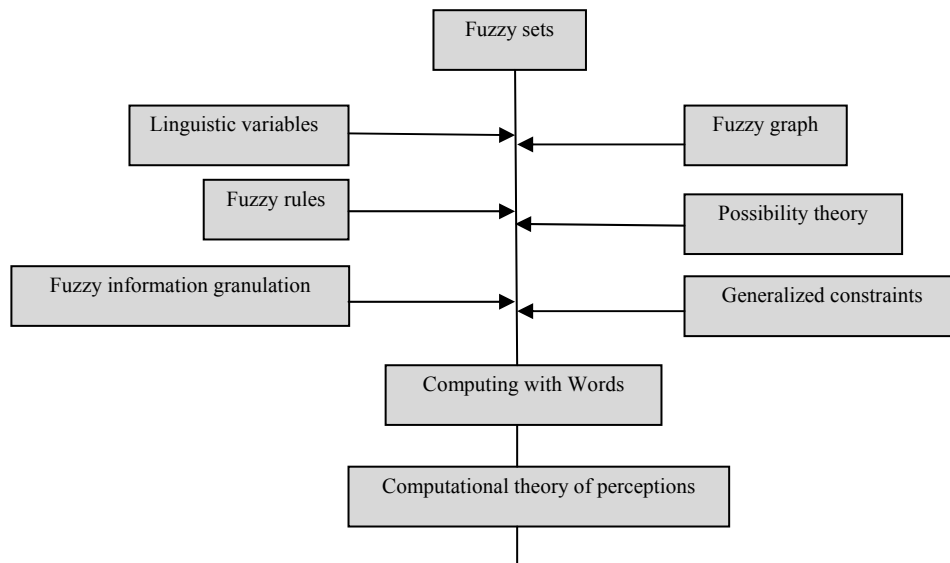 Fuzzy sets
Linguistic variables
Fuzzy graph
Fuzzy rules
Possibility theory
Fuzzy information granulation
Generalized constraints
Computing with Words
Computational theory of perceptions